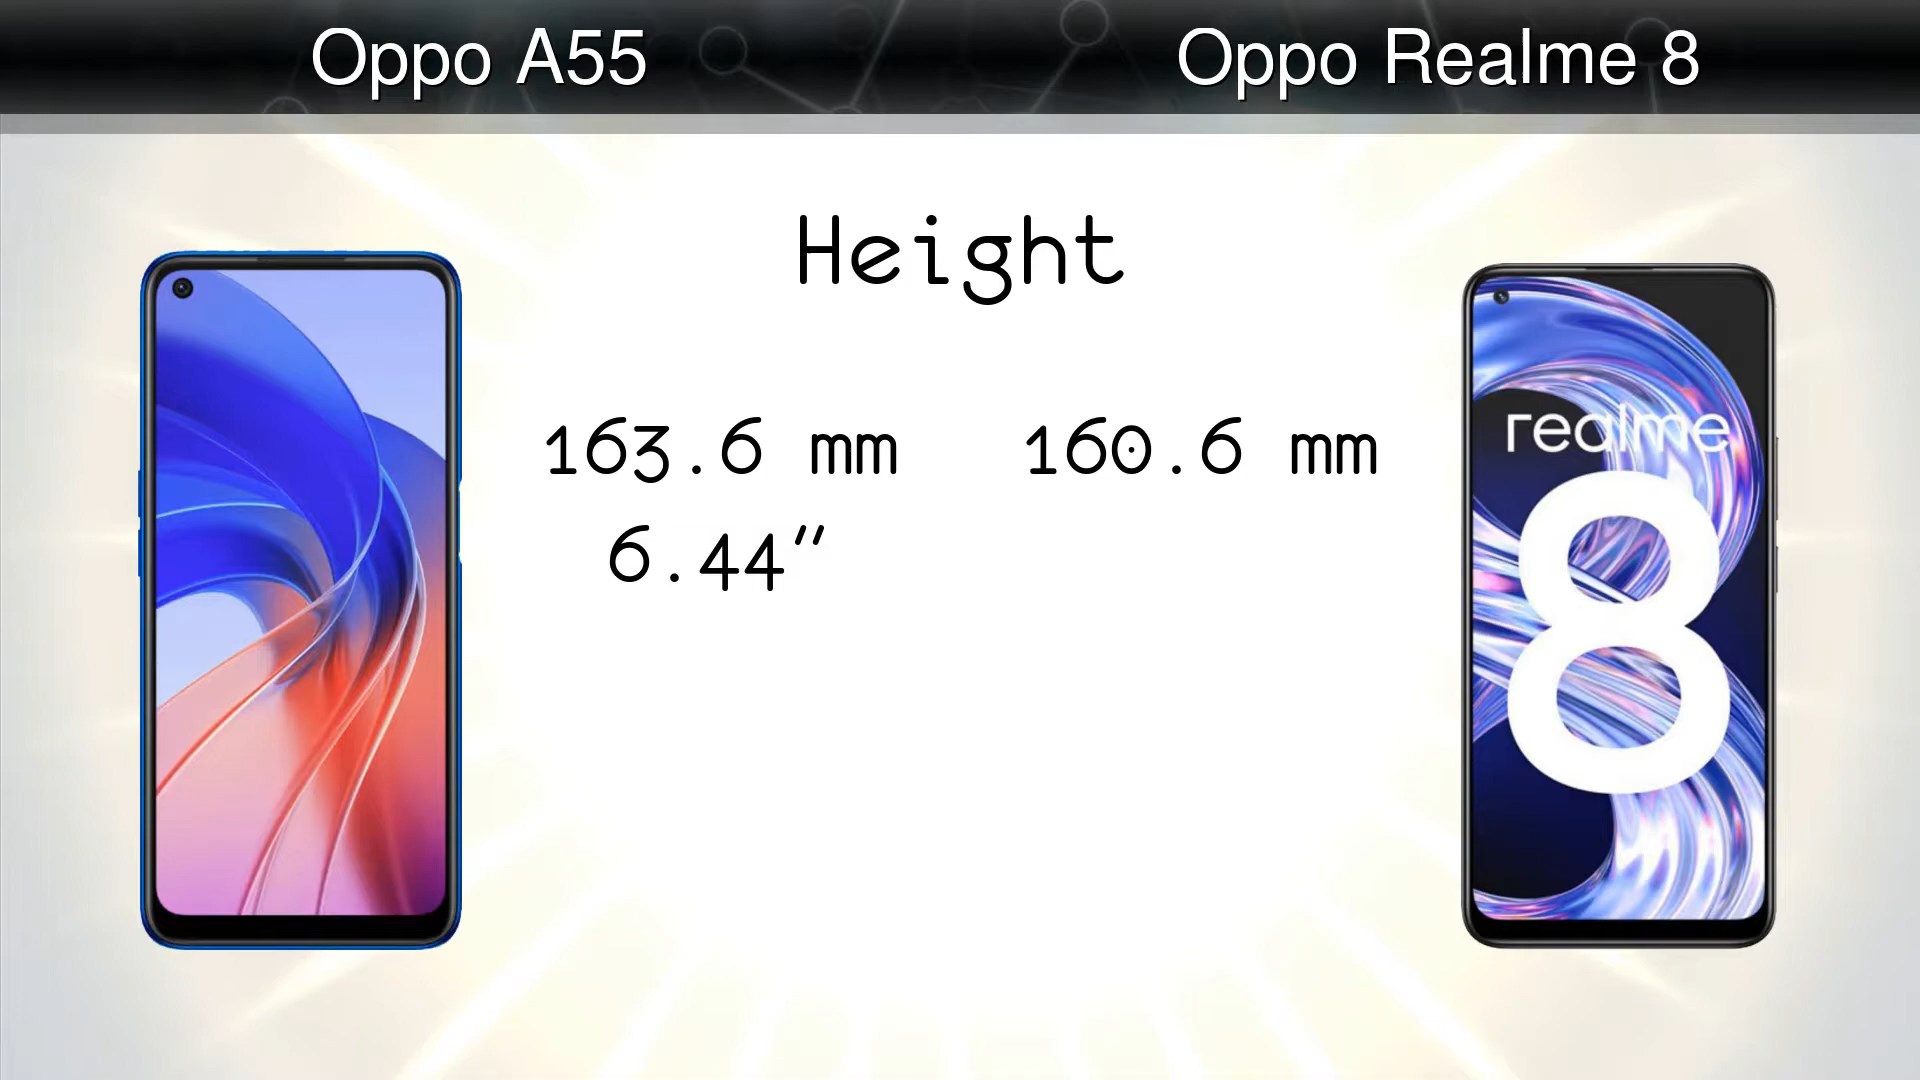 Oppo A55
Oppo Realme 8
Height
163.6 mm
160.6 mm
6.44"
realme
8